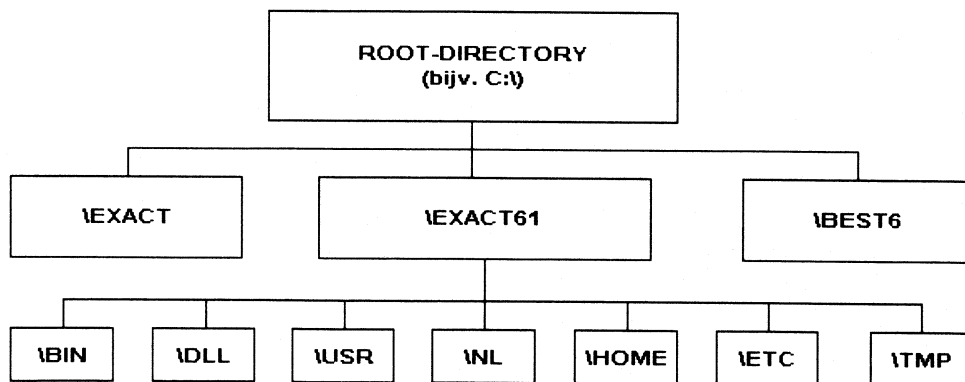 ROOT-DIRECTORY
(bijv. C:\)
\EXACT
\EXACT61
\BEST6
\BIN
\DLL
\USR
\NL
\HOME
\ETC
\TMP